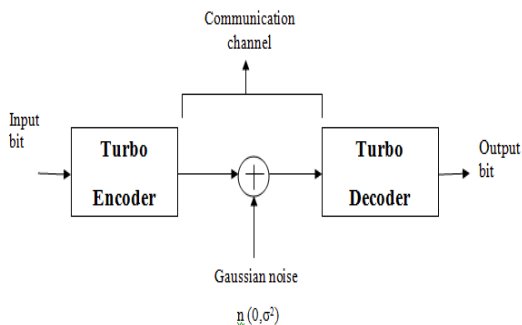 Communication
channel
Input
bit
Turbo
Encoder
Turbo
Decoder
Output
bit
Gaussian noise
n (0,σ²)